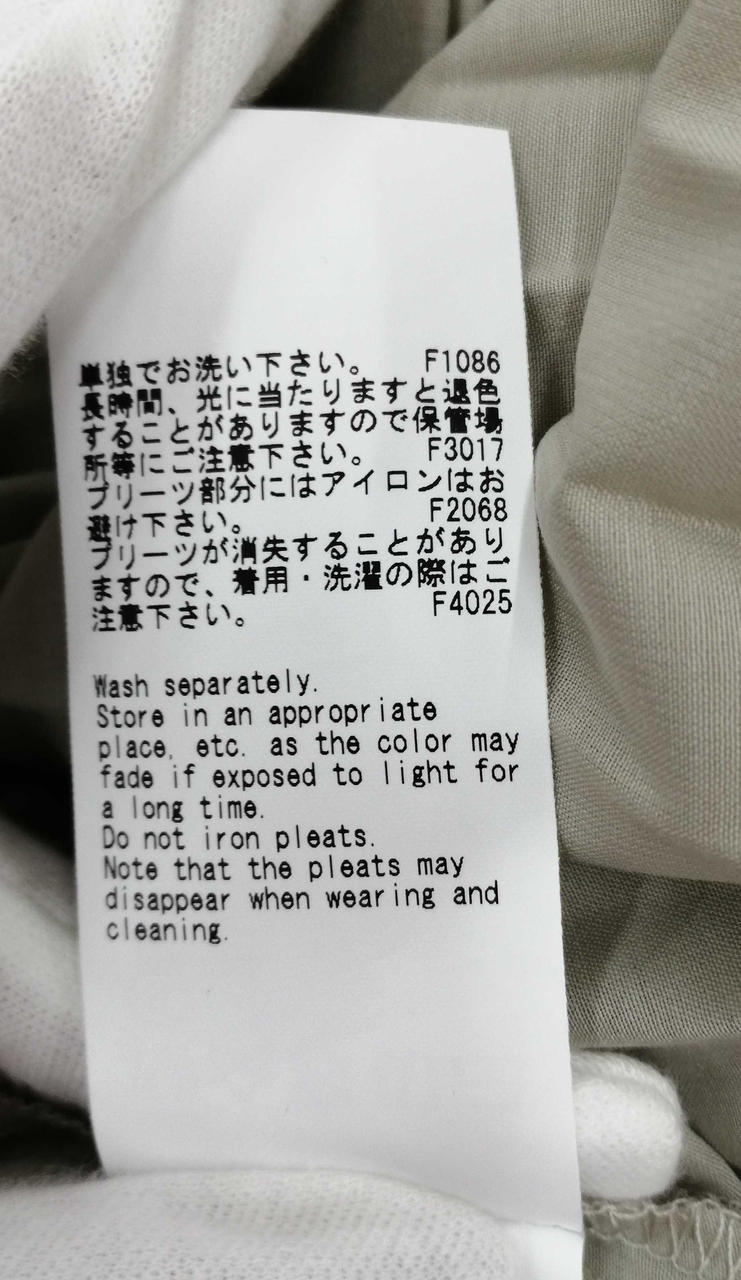 単独でお洗い下さい。 F1086
長時間、光に当たりますと退色
することがありますので保管場
所等にご注意下さい。 F3017
プリーツ部分にはアイロンはお
避け下さい。 F2068
プリーツが消失することがあり
ますので、着用・洗濯の際はご
注意下さい。 F4025
Wash separately.
Store in an appropriate
place, etc. as the color may
fade if exposed to light for
a long time.
Do not iron pleats.
Note that the pleats may
disappear when wearing and
cleaning.